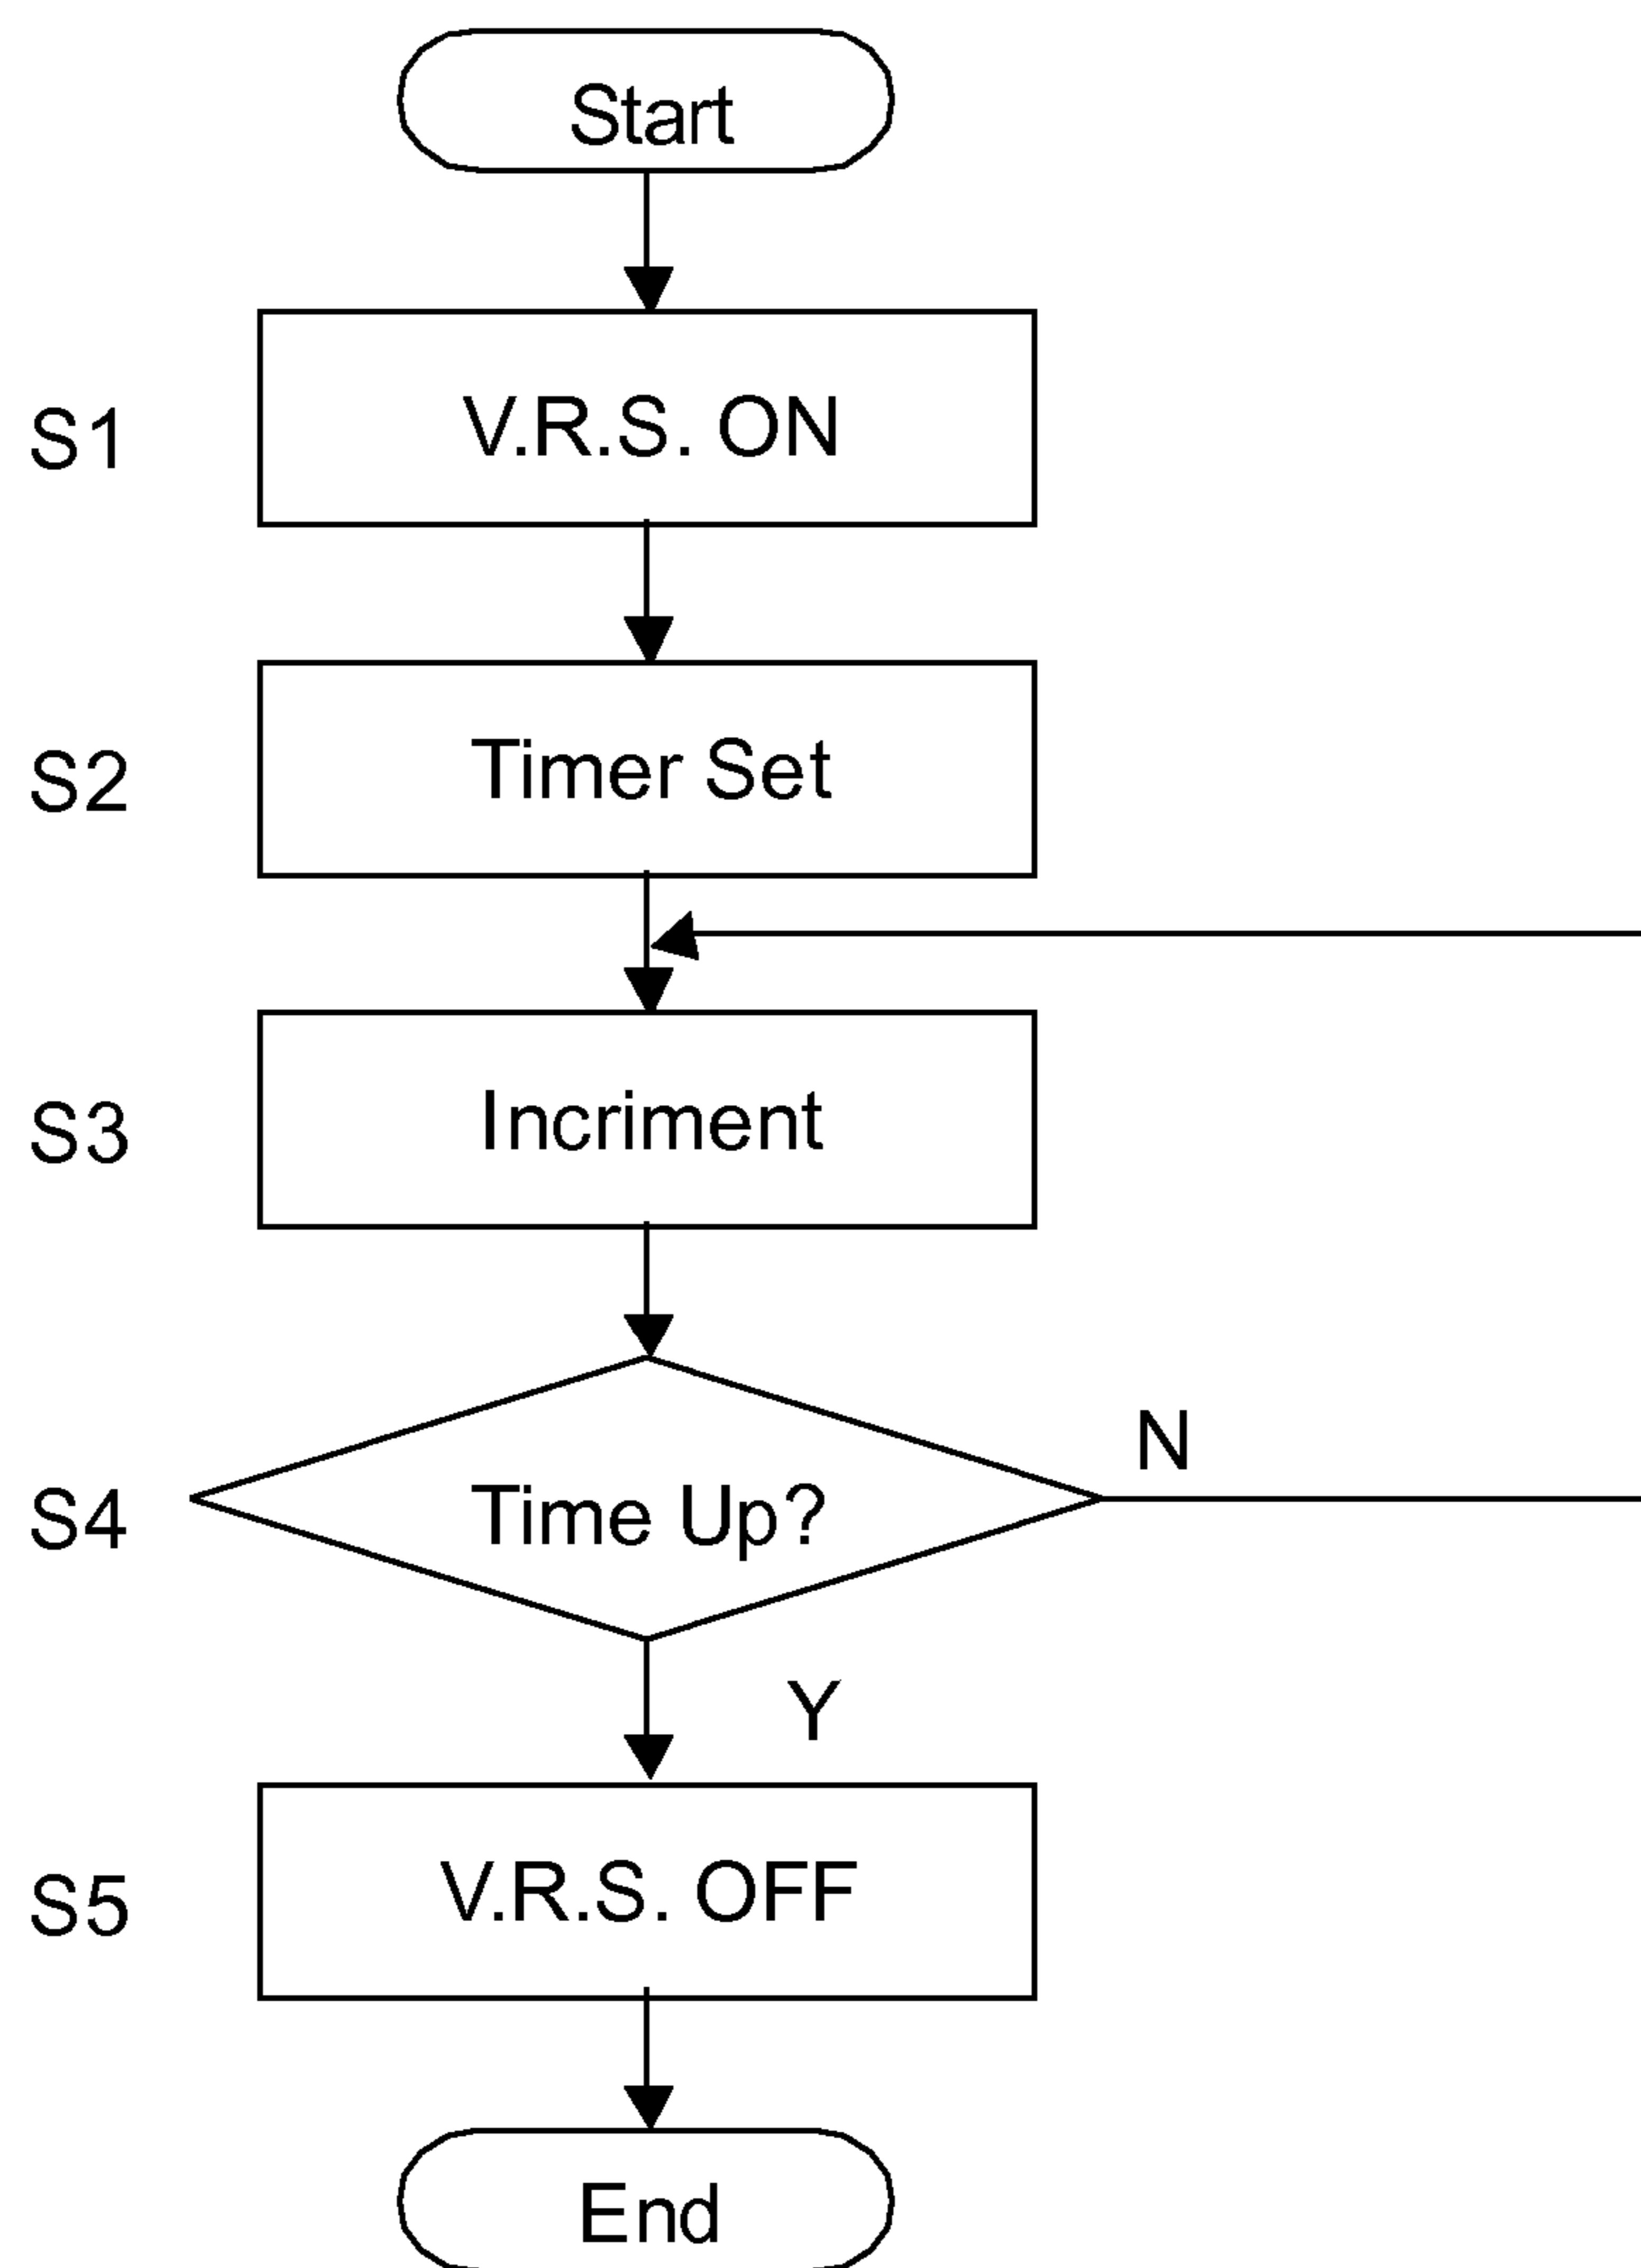 Start
S1
V.R.S. ON
S2
Timer Set
S3
Incriment
S4
Time Up?
N
Y
S5
V.R.S. OFF
End